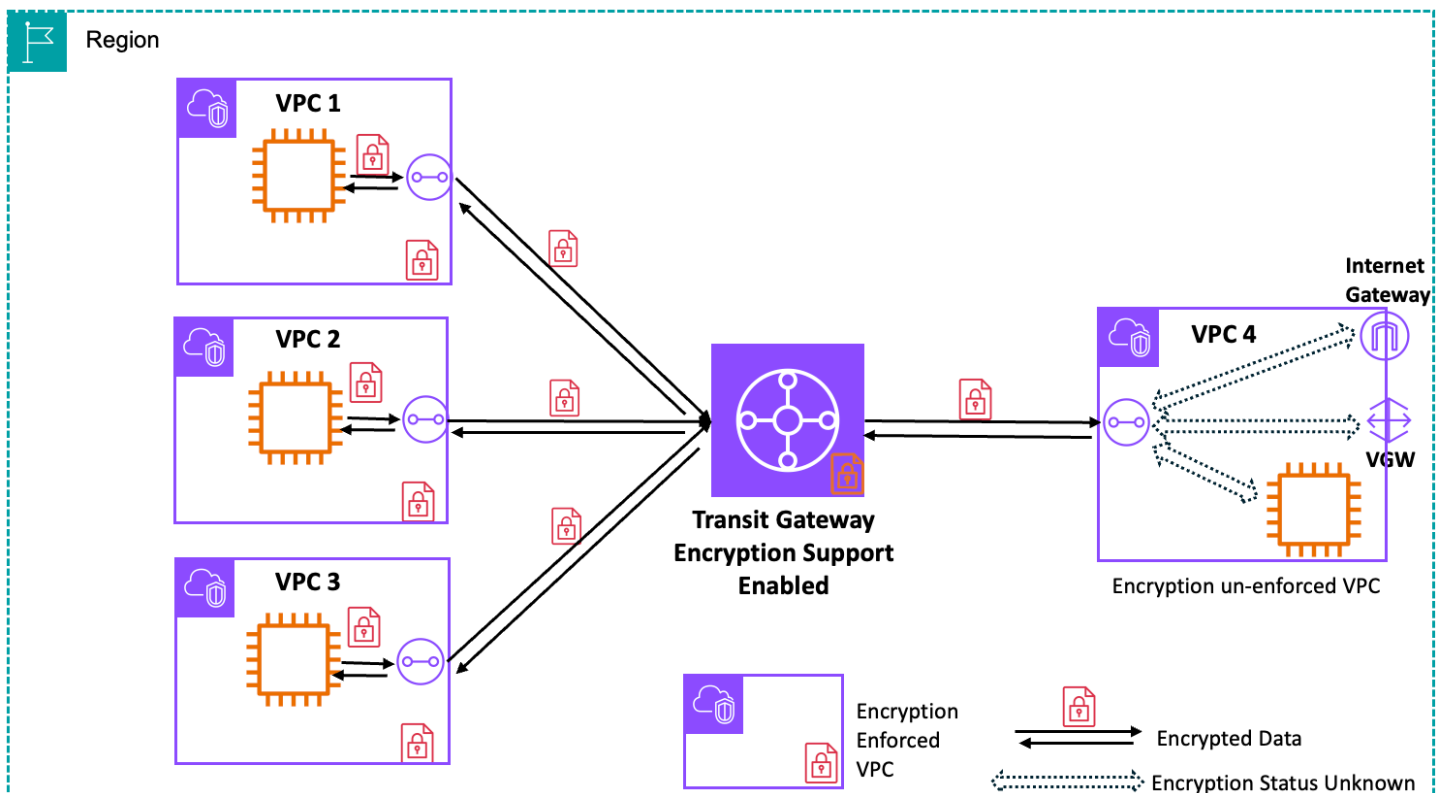 Region
VPC 1
VPC 2
VPC 3
Transit Gateway
Encryption Support
Enabled
Internet
Gateway
VPC 4
VGW
Encryption un-enforced VPC
Encryption
Enforced
VPC
Encrypted Data
Encryption Status Unknown